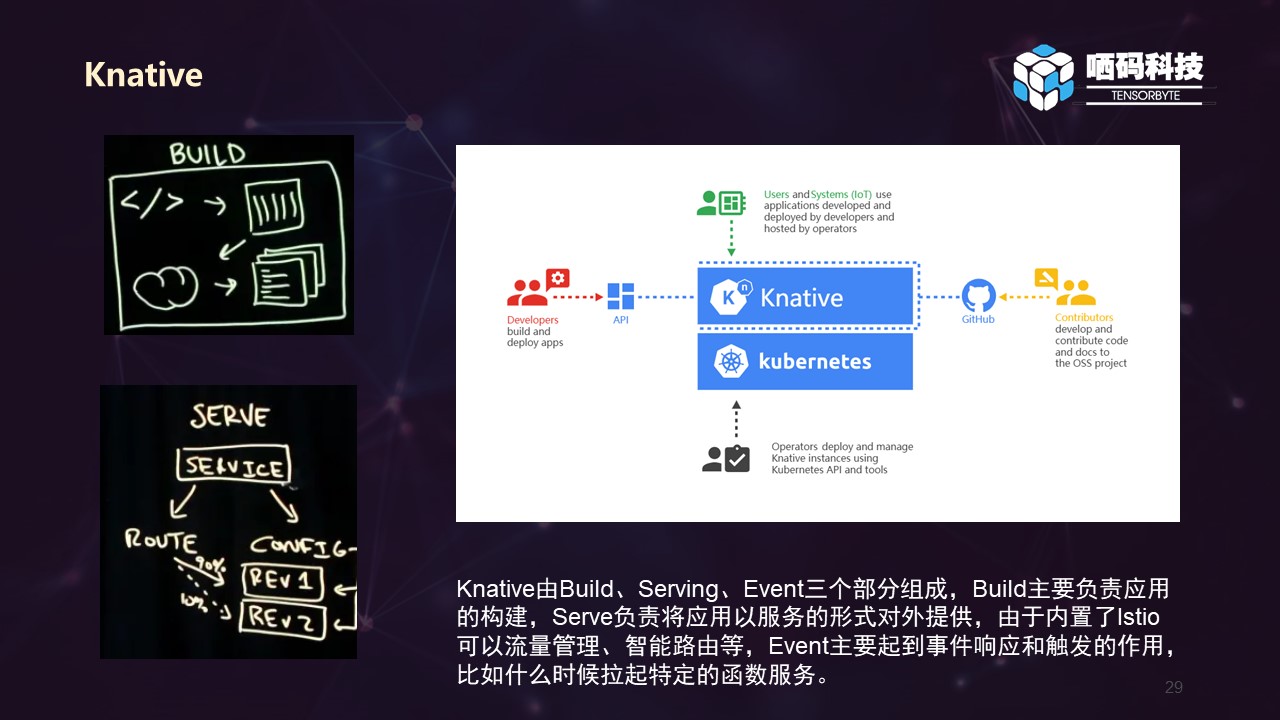 Knative
哂码科技
TENSORBYTE
BUILD
</>
SERVE
SERVICE
ROUTE
CONFIG
90%
10%
REV 1
REV 2
Users and Systems (IoT) use
applications developed and
deployed by developers and
hosted by operators
Developers
build and
deploy apps
API
K
n
Knative
kubernetes
GitHub
Contributors
develop and
contribute code
and docs to
the OSS project
Operators deploy and manage
Knative instances using
Kubernetes API and tools
Knative由Build、Serving、Event三个部分组成，Build主要负责应用
的构建，Serve负责将应用以服务的形式对外提供，由于内置了Istio
可以流量管理、智能路由等，Event主要起到事件响应和触发的作用，
比如什么时候拉起特定的函数服务。
29